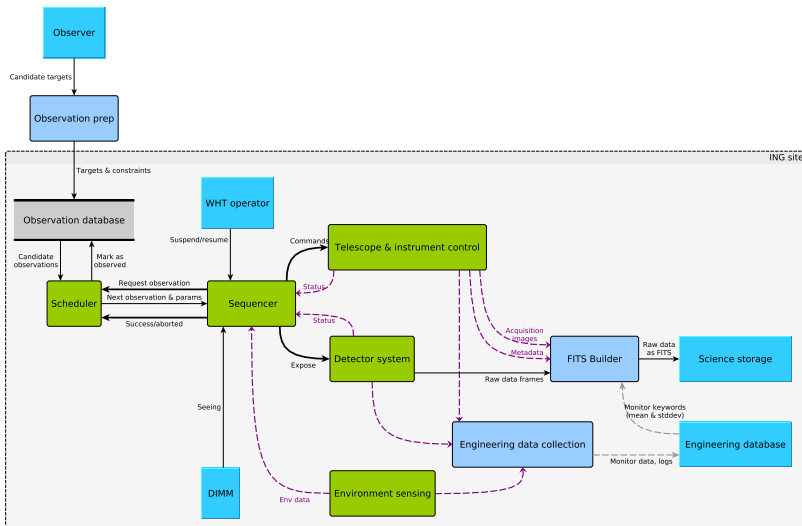 Observer
Candidate targets
Observation prep
ING site
Targets & constraints
WHT operator
Observation database
Suspend/resume
Commands
Telescope & instrument control
Candidate
observations
Mark as
observed
Request observation
Status
Scheduler
Next observation & params
Sequencer
Success/aborted
Status
Acquisition
images
Metadata
Raw data
as FITS
Detector system
FITS Builder
Science storage
Expose
Raw data frames
Seeing
Monitor keywords
(mean & stddev)
Engineering data collection
Engineering database
Monitor data, logs
DIMM
Env data
Environment sensing